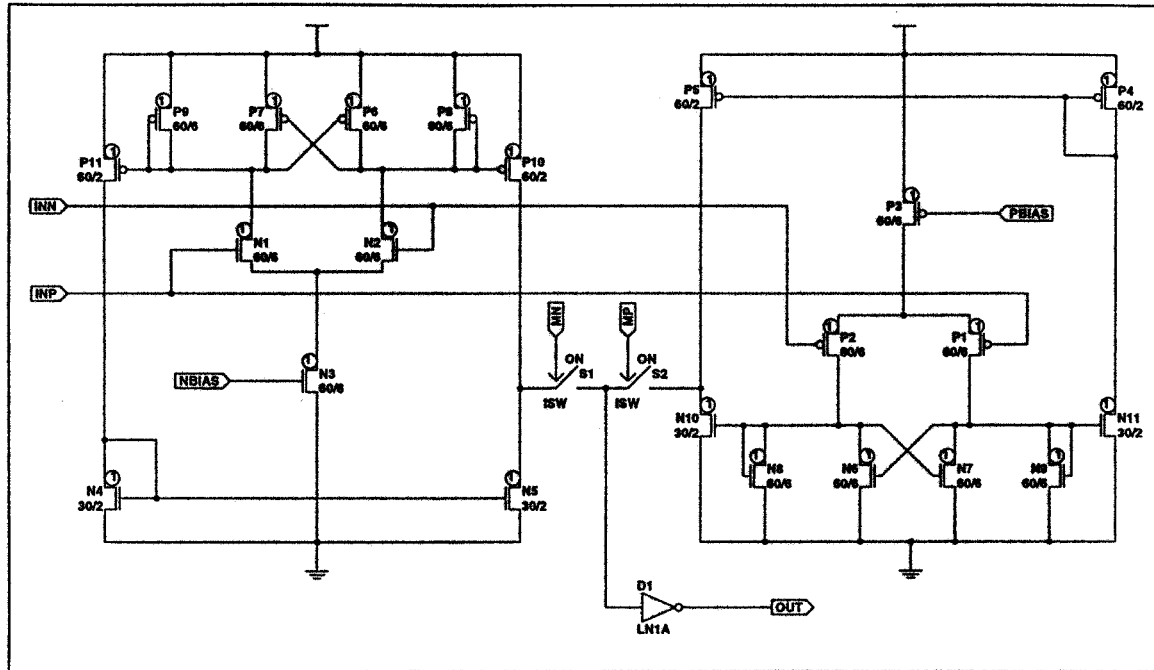 P9
60/6
P7
60/6
P6
60/6
P8
60/6
P11
60/2
P10
60/2
P5
60/2
P4
60/2
P3
60/6
PBIAS
INN
N1
60/6
N2
60/6
INP
MN
MP
P2
60/6
P1
60/6
N3
60/6
NBIAS
ON
S1
ISW
ON
S2
ISW
N10
30/2
N11
30/2
N8
60/6
N6
60/6
N7
60/6
N9
60/6
N4
30/2
N5
30/2
D1
LN1A
OUT